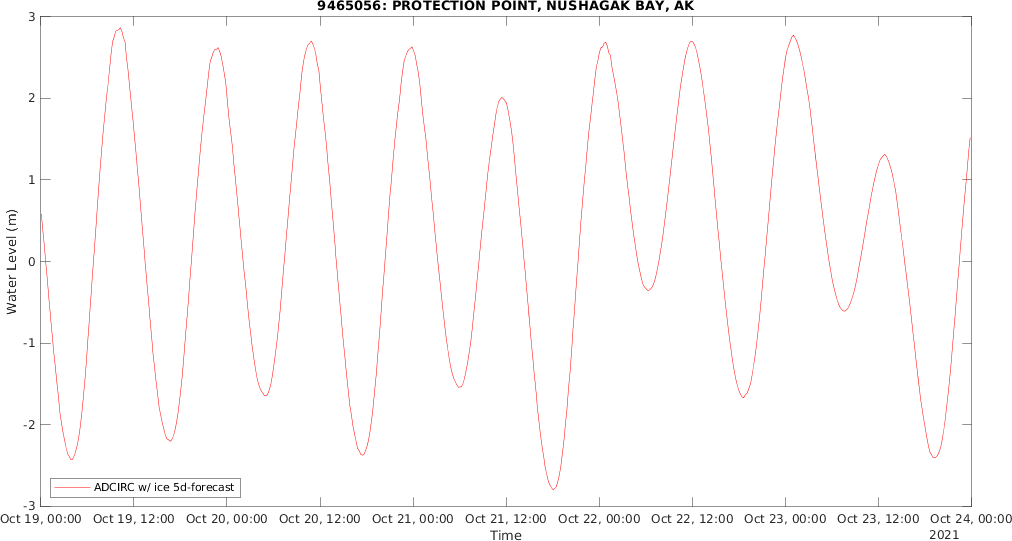 9465056: PROTECTION POINT, NUSHAGAK BAY, AK
3
2
1
0
-1
-2
-3
Water Level (m)
ADCIRC w/ ice 5d-forecast
Oct 19, 00:00 Oct 19, 12:00 Oct 20, 00:00 Oct 20, 12:00 Oct 21, 00:00 Oct 21, 12:00 Oct 22, 00:00 Oct 22, 12:00 Oct 23, 00:00 Oct 23, 12:00 Oct 24, 00:00
Time
2021